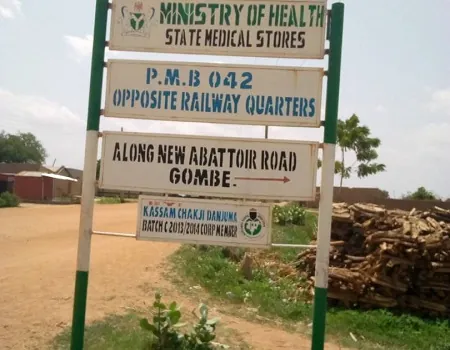 MINISTRY OF HEALTH
STATE MEDICAL STORES
P.M.B 042
OPPOSITE RAILWAY QUARTERS
ALONG NEW ABATTOIR ROAD
GOMBE.
KASSAM CHAKJI DANJUMA
BATCH C 2013/2014 CORP MEMBER